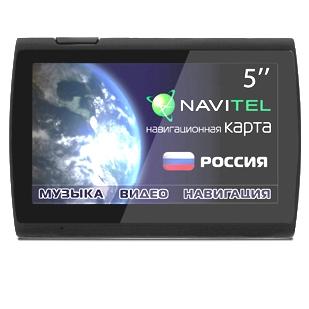 5''
NAVITEL
навигационная карта
РОССИЯ
МУЗЫКА ВИДЕО НАВИГАЦИЯ